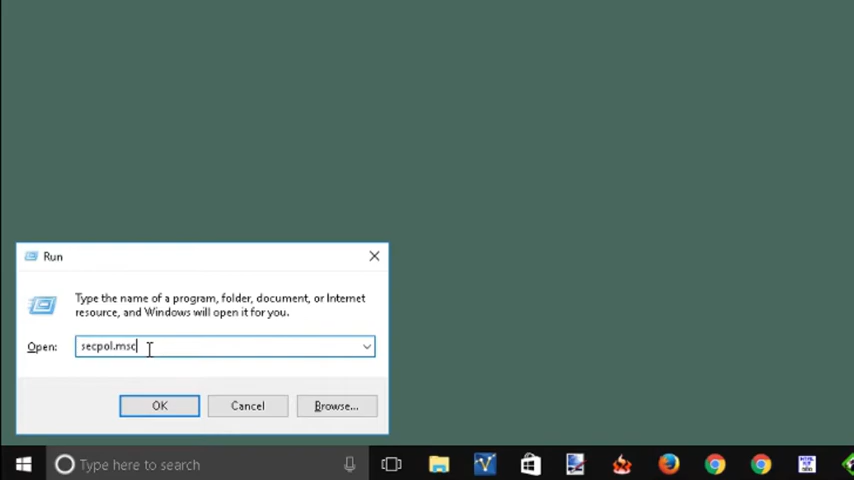 Run
Type the name of a program, folder, document, or Internet
resource, and Windows will open it for you.
Open: secpol.msc
OK Cancel Browse...
Type here to search